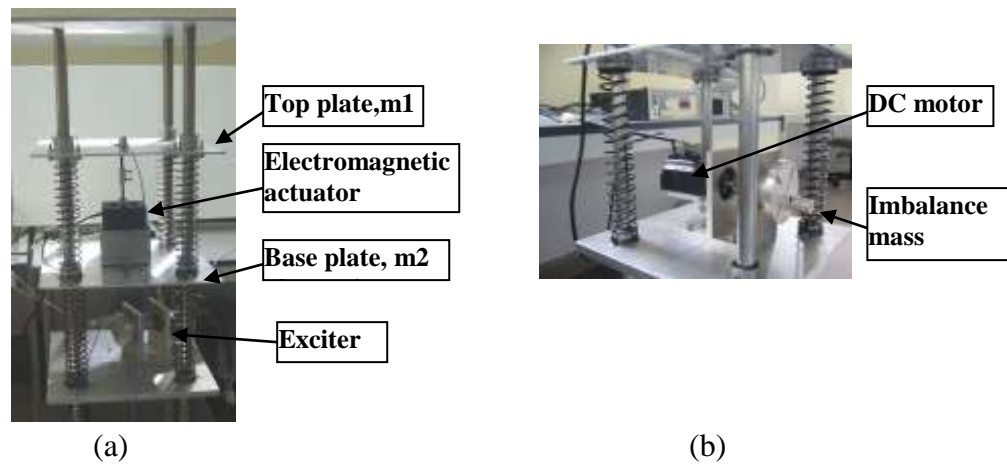 Top plate,m1
Electromagnetic
actuator
Base plate, m2
Exciter
(a)
DC motor
Imbalance
mass
(b)